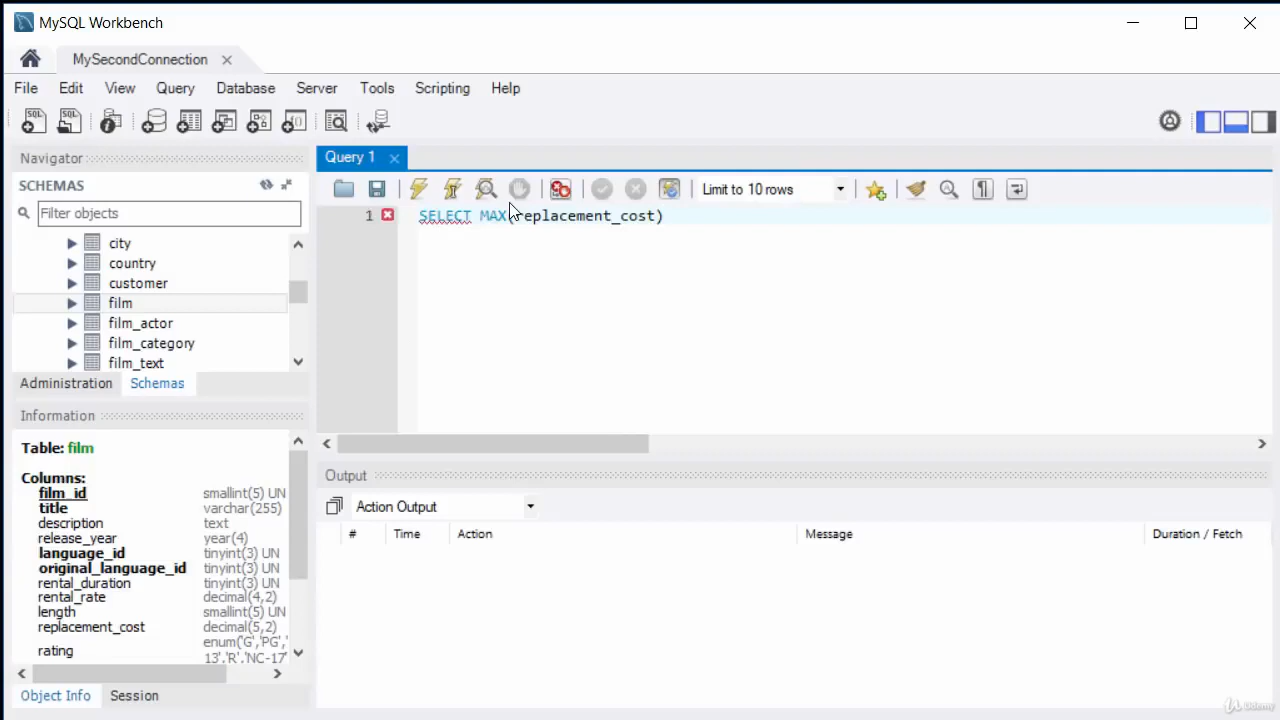 MySQL Workbench
MySecondConnection
File Edit View Query Database Server Tools Scripting Help
SQL SQL
Navigator
SCHEMAS
Filter objects
city
country
customer
film
film_actor
film_category
film_text
Administration Schemas
Information
Table: film
Columns:
film_id smallint(5) UN
title varchar(255)
description text
release_year year(4)
language_id tinyint(3) UN
original_language_id tinyint(3) UN
rental_duration tinyint(3) UN
rental_rate decimal(4,2)
length smallint(5) UN
replacement_cost decimal(5,2)
rating enum('G','PG','
13','R','NC-17
Object Info Session
Query 1
Limit to 10 rows
1 SELECT MAX(replacement_cost)
Output
Action Output
# Time Action Message Duration / Fetch
Udemy